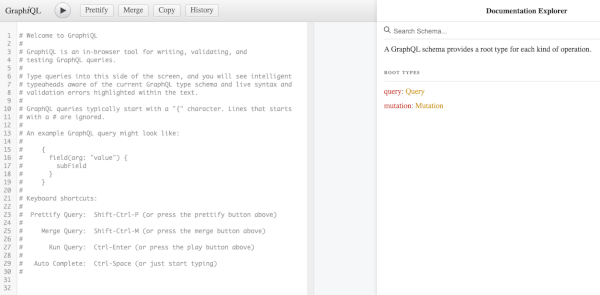 GraphiQL
Prettify
Merge
Copy
History
1 # Welcome to GraphiQL
2 #
3 # GraphiQL is an in-browser tool for writing, validating, and
4 # testing GraphQL queries.
5 #
6 # Type queries into this side of the screen, and you will see intelligent
7 # typeaheads aware of the current GraphQL type schema and live syntax and
8 # validation errors highlighted within the text.
9 #
10 # GraphQL queries typically start with a "{" character. Lines that starts
11 # with a # are ignored.
12 #
13 # An example GraphQL query might look like:
14 #
15 #     {
16 #       field(arg: "value") {
17 #         subField
18 #       }
19 #     }
20 #
21 # Keyboard shortcuts:
22 #
23 #  Prettify Query:  Shift-Ctrl-P (or press the prettify button above)
24 #
25 #     Merge Query:  Shift-Ctrl-M (or press the merge button above)
26 #
27 #       Run Query:  Ctrl-Enter (or press the play button above)
28 #
29 #   Auto Complete:  Ctrl-Space (or just start typing)
30 #
31
32
Documentation Explorer
Search Schema...
A GraphQL schema provides a root type for each kind of operation.
ROOT TYPES
query: Query
mutation: Mutation